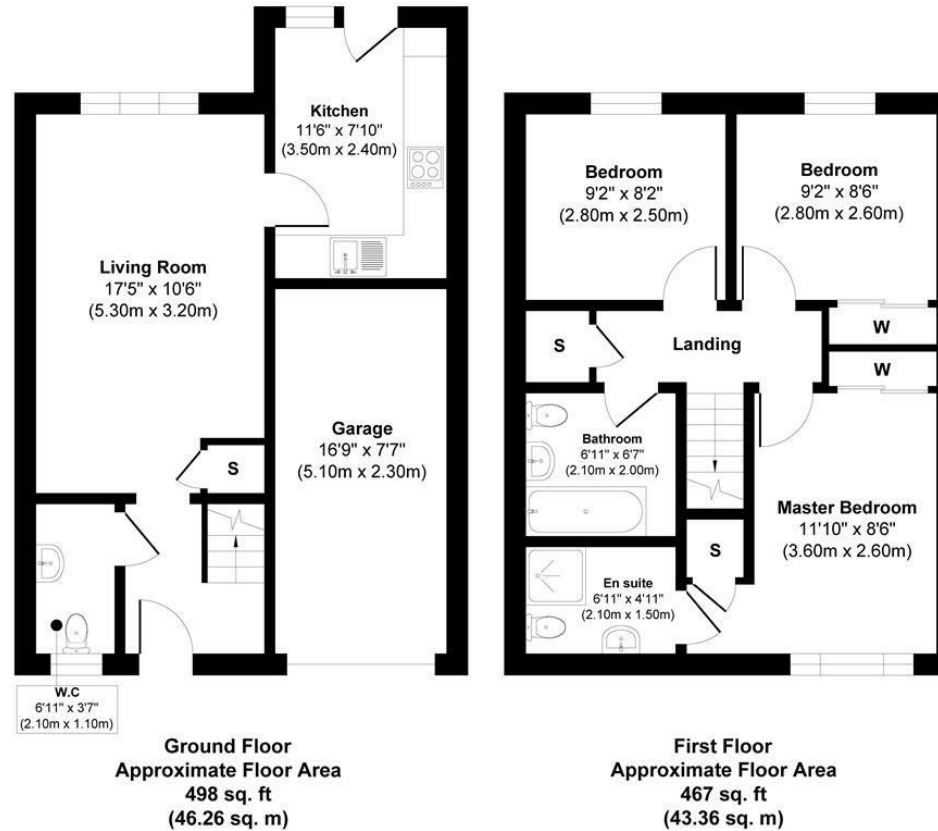 Kitchen
11'6" x 7'10"
(3.50m x 2.40m)
Living Room
17'5" x 10'6"
(5.30m x 3.20m)
Garage
16'9" x 7'7"
(5.10m x 2.30m)
S
W.C
6'11" x 3'7"
(2.10m x 1.10m)
Ground Floor
Approximate Floor Area
498 sq. ft
(46.26 sq. m)
Bedroom
9'2" x 8'2"
(2.80m x 2.50m)
Bedroom
9'2" x 8'6"
(2.80m x 2.60m)
S
Landing
W
W
Bathroom
6'11" x 6'7"
(2.10m x 2.00m)
Master Bedroom
11'10" x 8'6"
(3.60m x 2.60m)
S
En suite
6'11" x 4'11"
(2.10m x 1.50m)
First Floor
Approximate Floor Area
467 sq. ft
(43.36 sq. m)